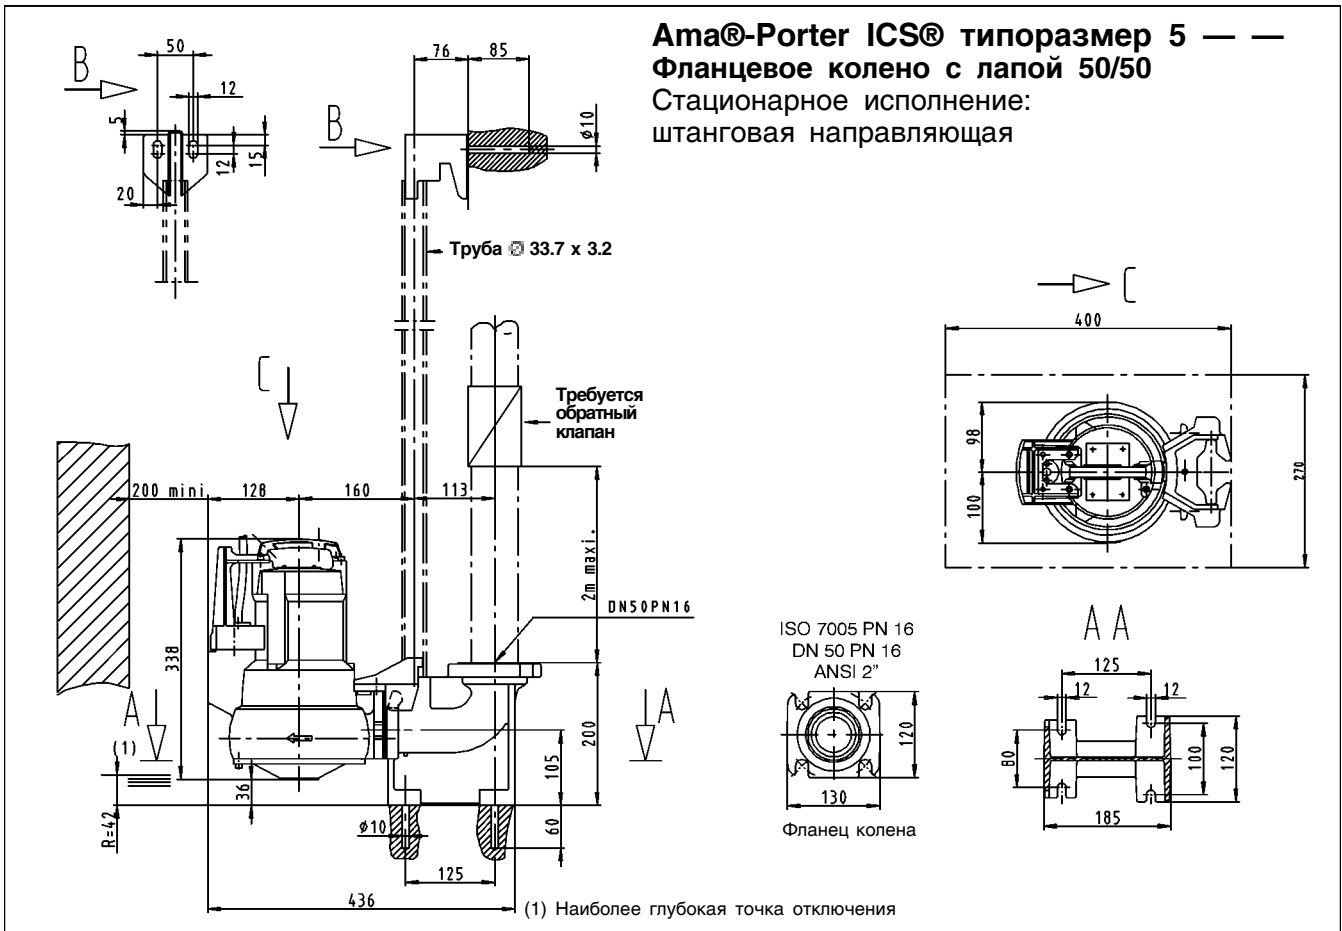 Ama®-Porter ICS® типоразмер 5 — —
Фланцевое колено с лапой 50/50
Стационарное исполнение:
штанговая направляющая
B
50
12
5
12
15
20
B
76
85
ø10
Труба ∅ 33.7 x 3.2
C
Требуется
обратный
клапан
200 mini
128
160
113
2m maxi.
DN50PN16
338
A
(1)
R=42
36
A
200
105
60
ø10
125
436
(1) Наиболее глубокая точка отключения
C
400
98
100
270
ISO 7005 PN 16
DN 50 PN 16
ANSI 2”
120
130
Фланец колена
A A
125
12
12
80
100
120
185